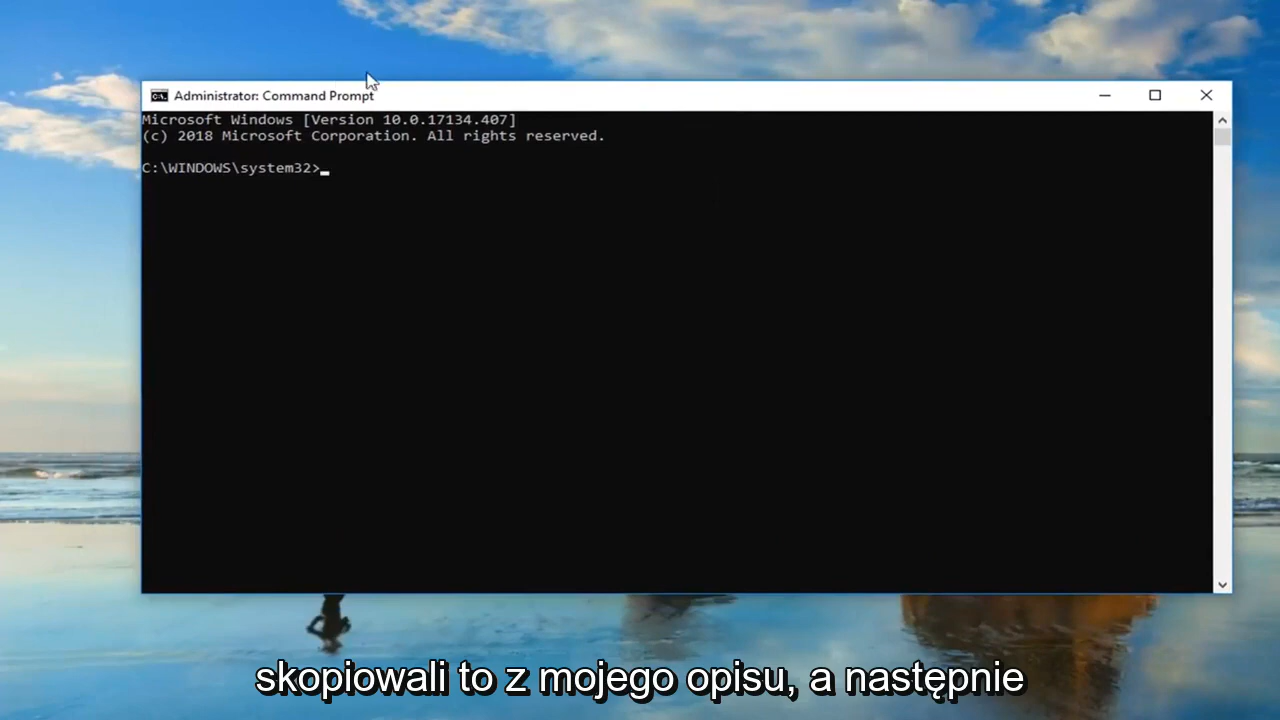 Administrator: Command Prompt
Microsoft Windows [Version 10.0.17134.407]
(c) 2018 Microsoft Corporation. All rights reserved.
C:\WINDOWS\system32>
skopiowali to z mojego opisu, a następnie